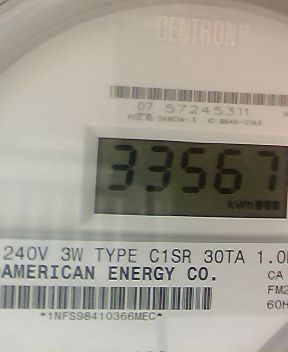 CENTRON®
07 57245311
33567
kWh
240V 3W TYPE C1SR 30TA 1.0
AMERICAN ENERGY CO.
CA
FM2
60H
*1NFS98410366MEC*